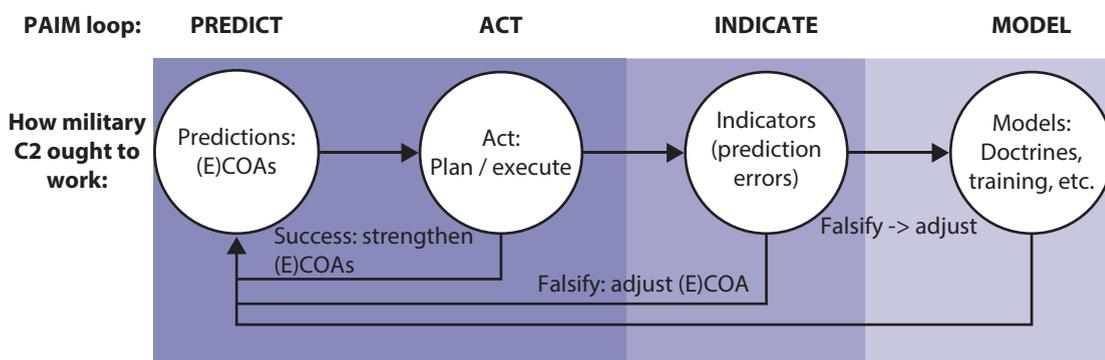 PAIM loop: PREDICT ACT INDICATE MODEL
How military
C2 ought to
work:
Predictions:
(E)COAs
Act:
Plan / execute
Indicators
(prediction
errors)
Models:
Doctrines,
training, etc.
Success: strengthen
(E)COAs
Falsify: adjust (E)COA
Falsify -> adjust